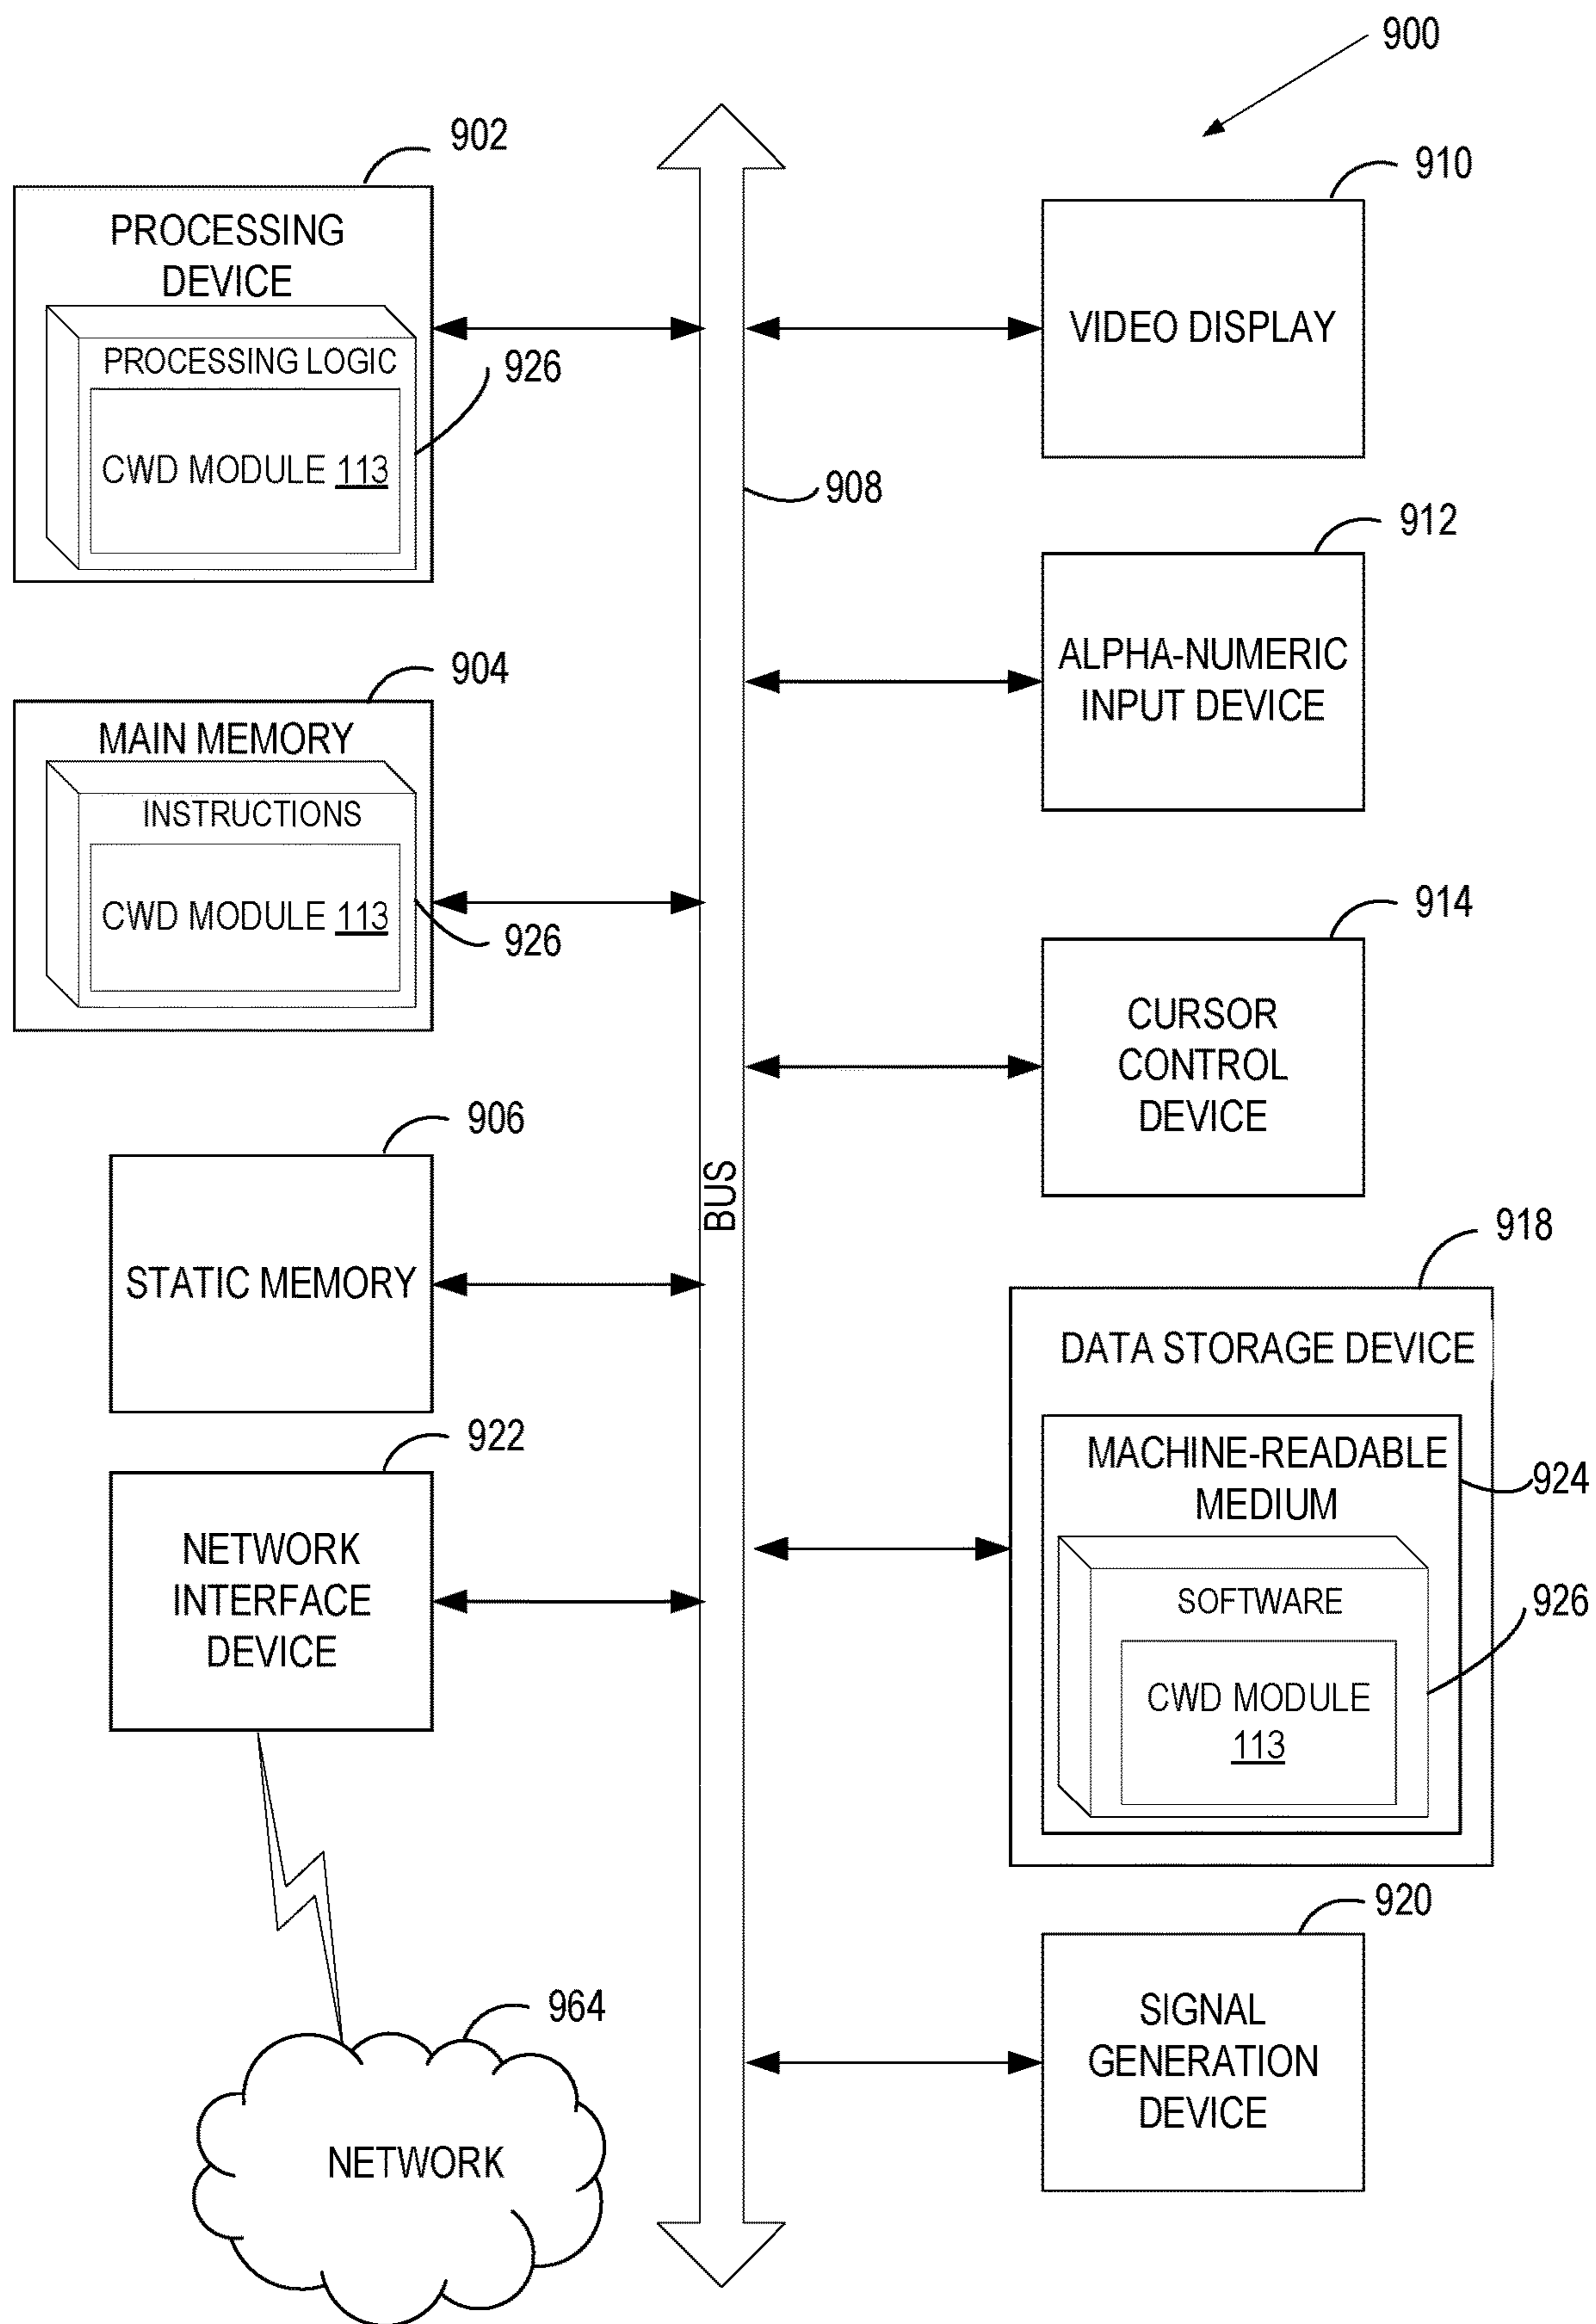 900
902
PROCESSING
DEVICE
PROCESSING LOGIC
926
CWD MODULE 113
904
MAIN MEMORY
INSTRUCTIONS
CWD MODULE 113
926
906
STATIC MEMORY
922
NETWORK
INTERFACE
DEVICE
964
NETWORK
908
BUS
910
VIDEO DISPLAY
912
ALPHA-NUMERIC
INPUT DEVICE
914
CURSOR
CONTROL
DEVICE
918
DATA STORAGE DEVICE
MACHINE-READABLE
MEDIUM
924
SOFTWARE
926
CWD MODULE
113
920
SIGNAL
GENERATION
DEVICE